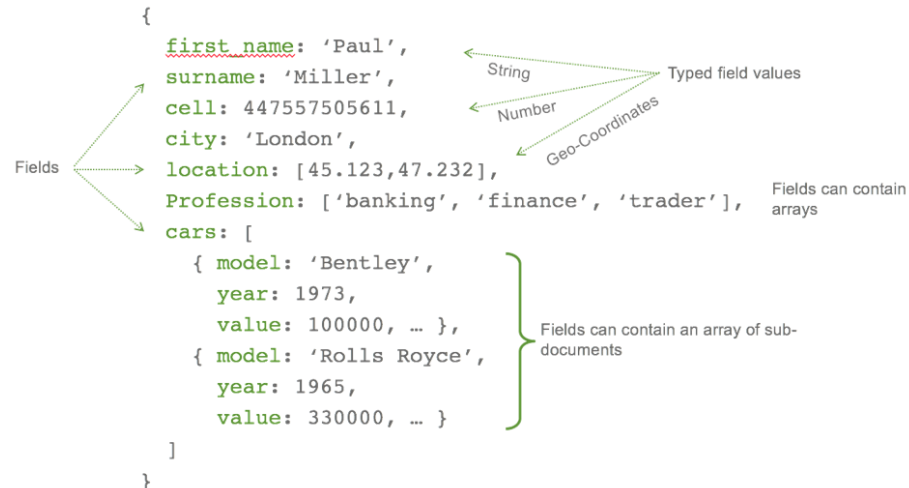 {
first_name: ‘Paul’,
surname: ‘Miller’,
cell: 447557505611,
city: ‘London’,
location: [45.123,47.232],
Profession: [‘banking’, ‘finance’, ‘trader’],
cars: [
{ model: ‘Bentley’,
year: 1973,
value: 100000, … },
{ model: ‘Rolls Royce’,
year: 1965,
value: 330000, … }
]
}
Fields
String
Number
Geo-Coordinates
Typed field values
Fields can contain
arrays
Fields can contain an array of sub-
documents